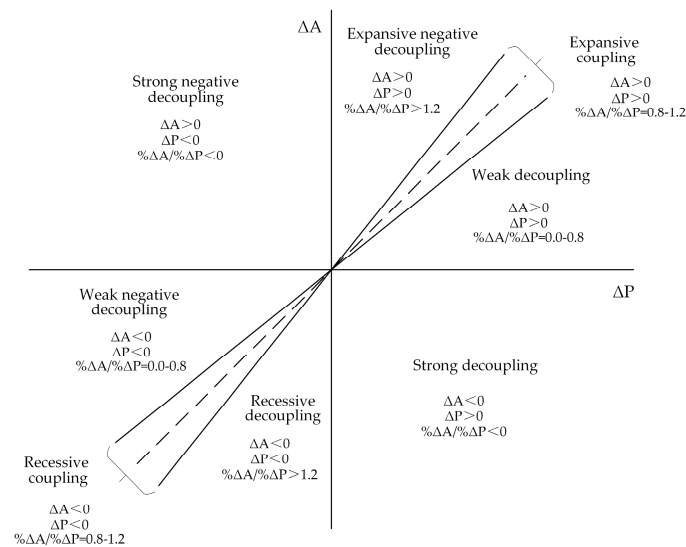 ΔA
Expansive negative
decoupling
ΔA>0
ΔP>0
%ΔA/%ΔP>1.2
Expansive
coupling
ΔA>0
ΔP>0
%ΔA/%ΔP=0.8-1.2
Strong negative
decoupling
ΔA>0
ΔP<0
%ΔA/%ΔP<0
Weak decoupling
ΔA>0
ΔP>0
%ΔA/%ΔP=0.0-0.8
ΔP
Weak negative
decoupling
ΔA<0
ΔP<0
%ΔA/%ΔP=0.0-0.8
Strong decoupling
ΔA<0
ΔP>0
%ΔA/%ΔP<0
Recessive
decoupling
ΔA<0
ΔP<0
%ΔA/%ΔP>1.2
Recessive
coupling
ΔA<0
ΔP<0
%ΔA/%ΔP=0.8-1.2